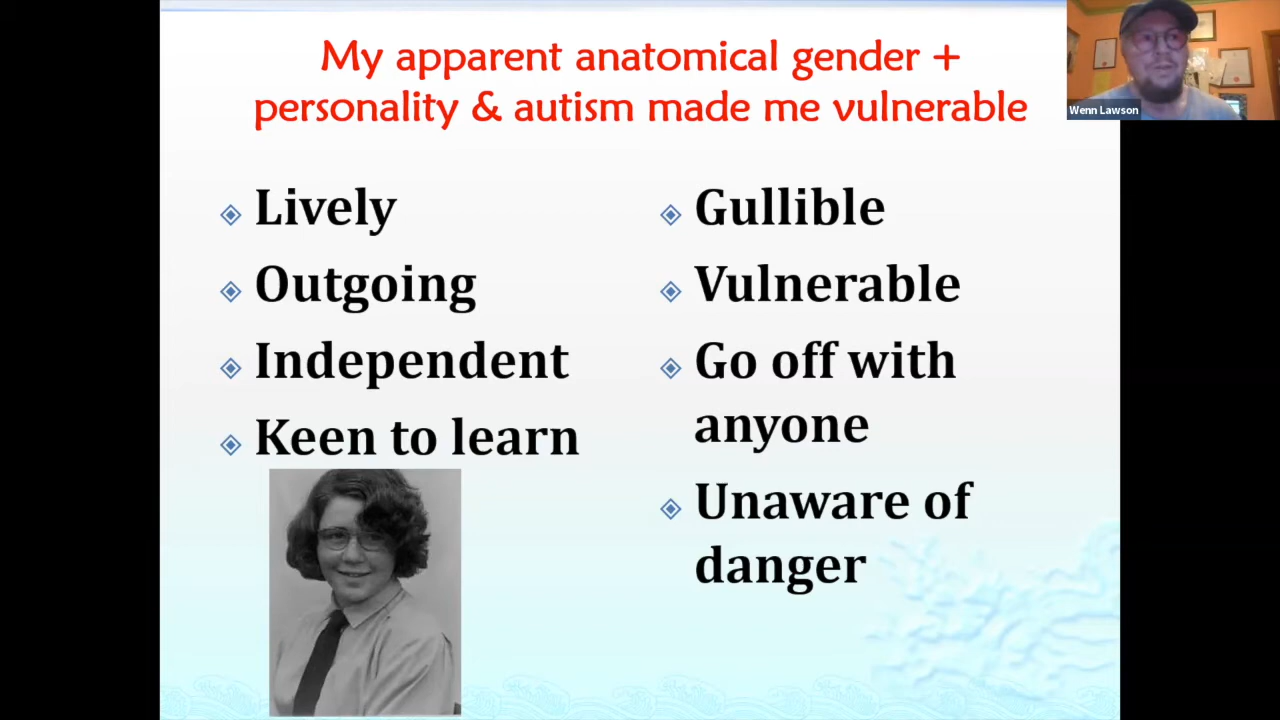 My apparent anatomical gender +
personality & autism made me vulnerable
Wenn Lawson
Lively
Outgoing
Independent
Keen to learn
Gullible
Vulnerable
Go off with
anyone
Unaware of
danger